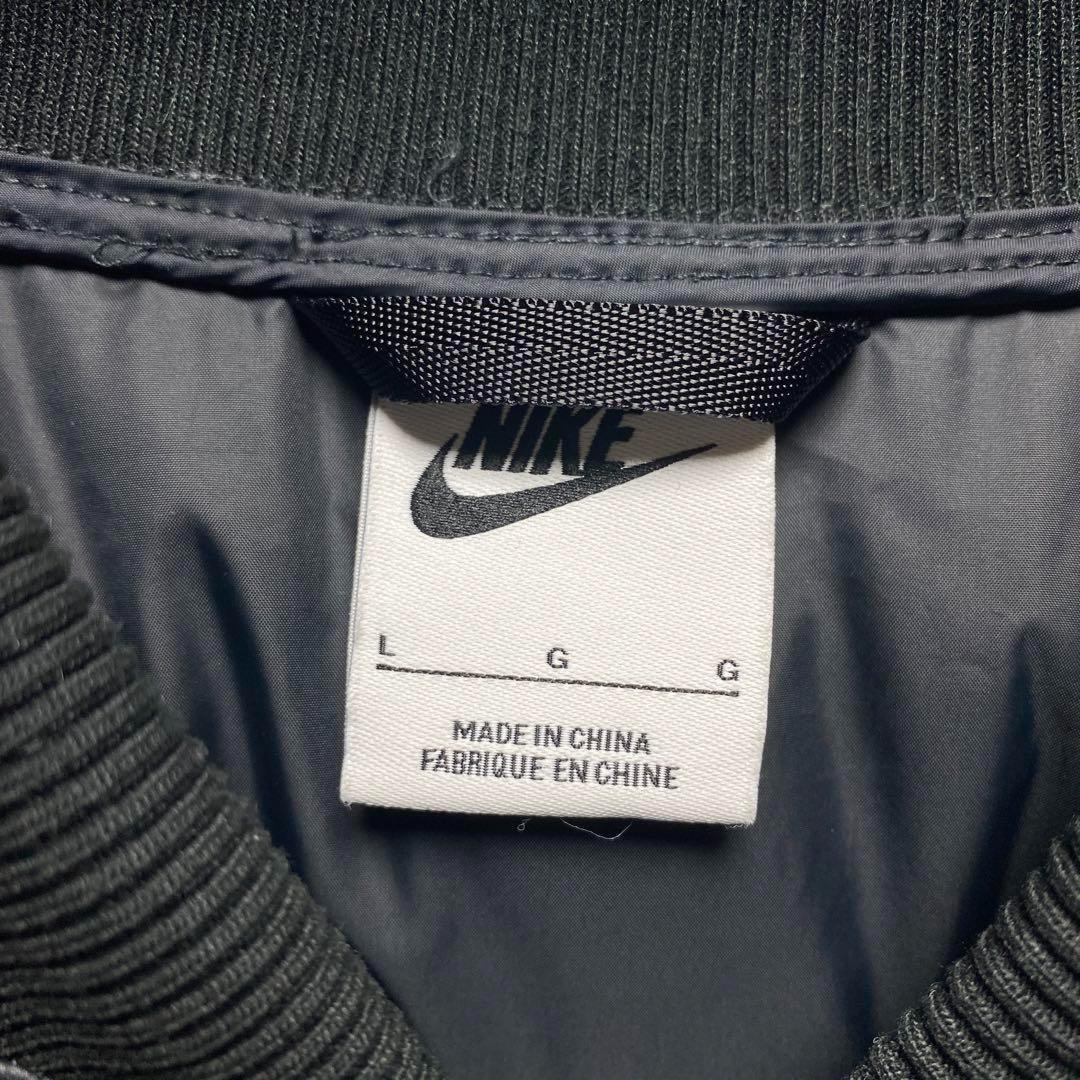 NIKE
L G G
MADE IN CHINA
FABRIQUE EN CHINE